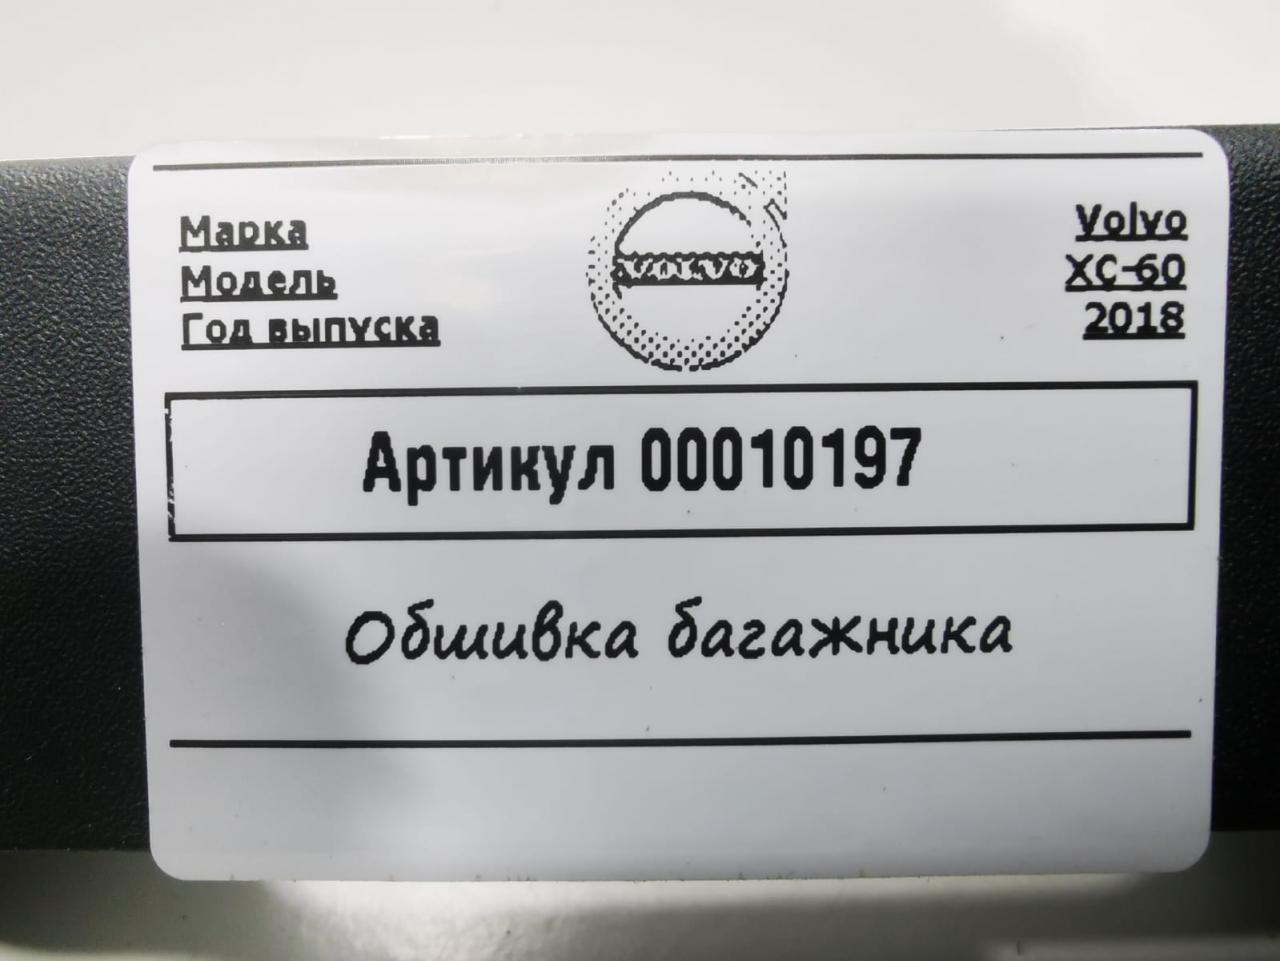 Марка Volvo
Модель XC-60
Год выпуска 2018
VOLVO
Артикул 00010197
Обшивка багажника